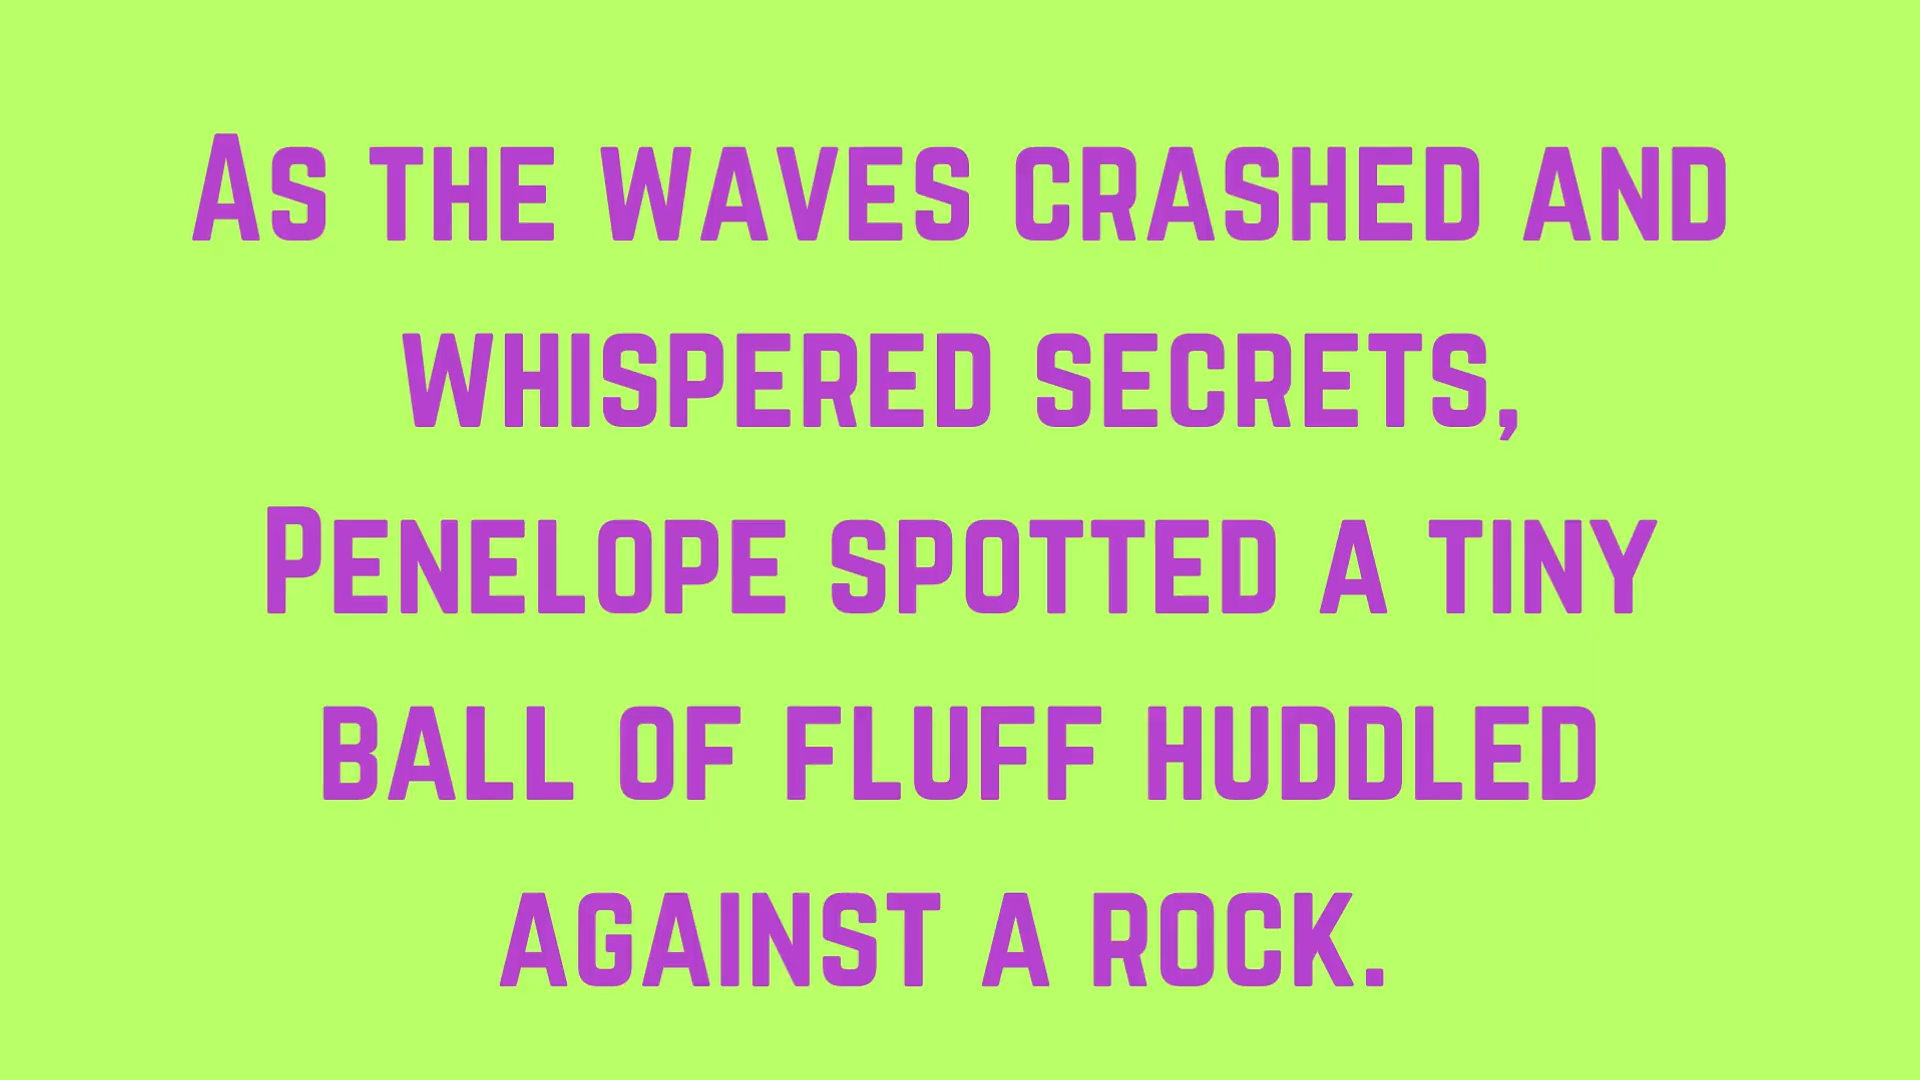 As the waves crashed and
whispered secrets,
Penelope spotted a tiny
ball of fluff huddled
against a rock.